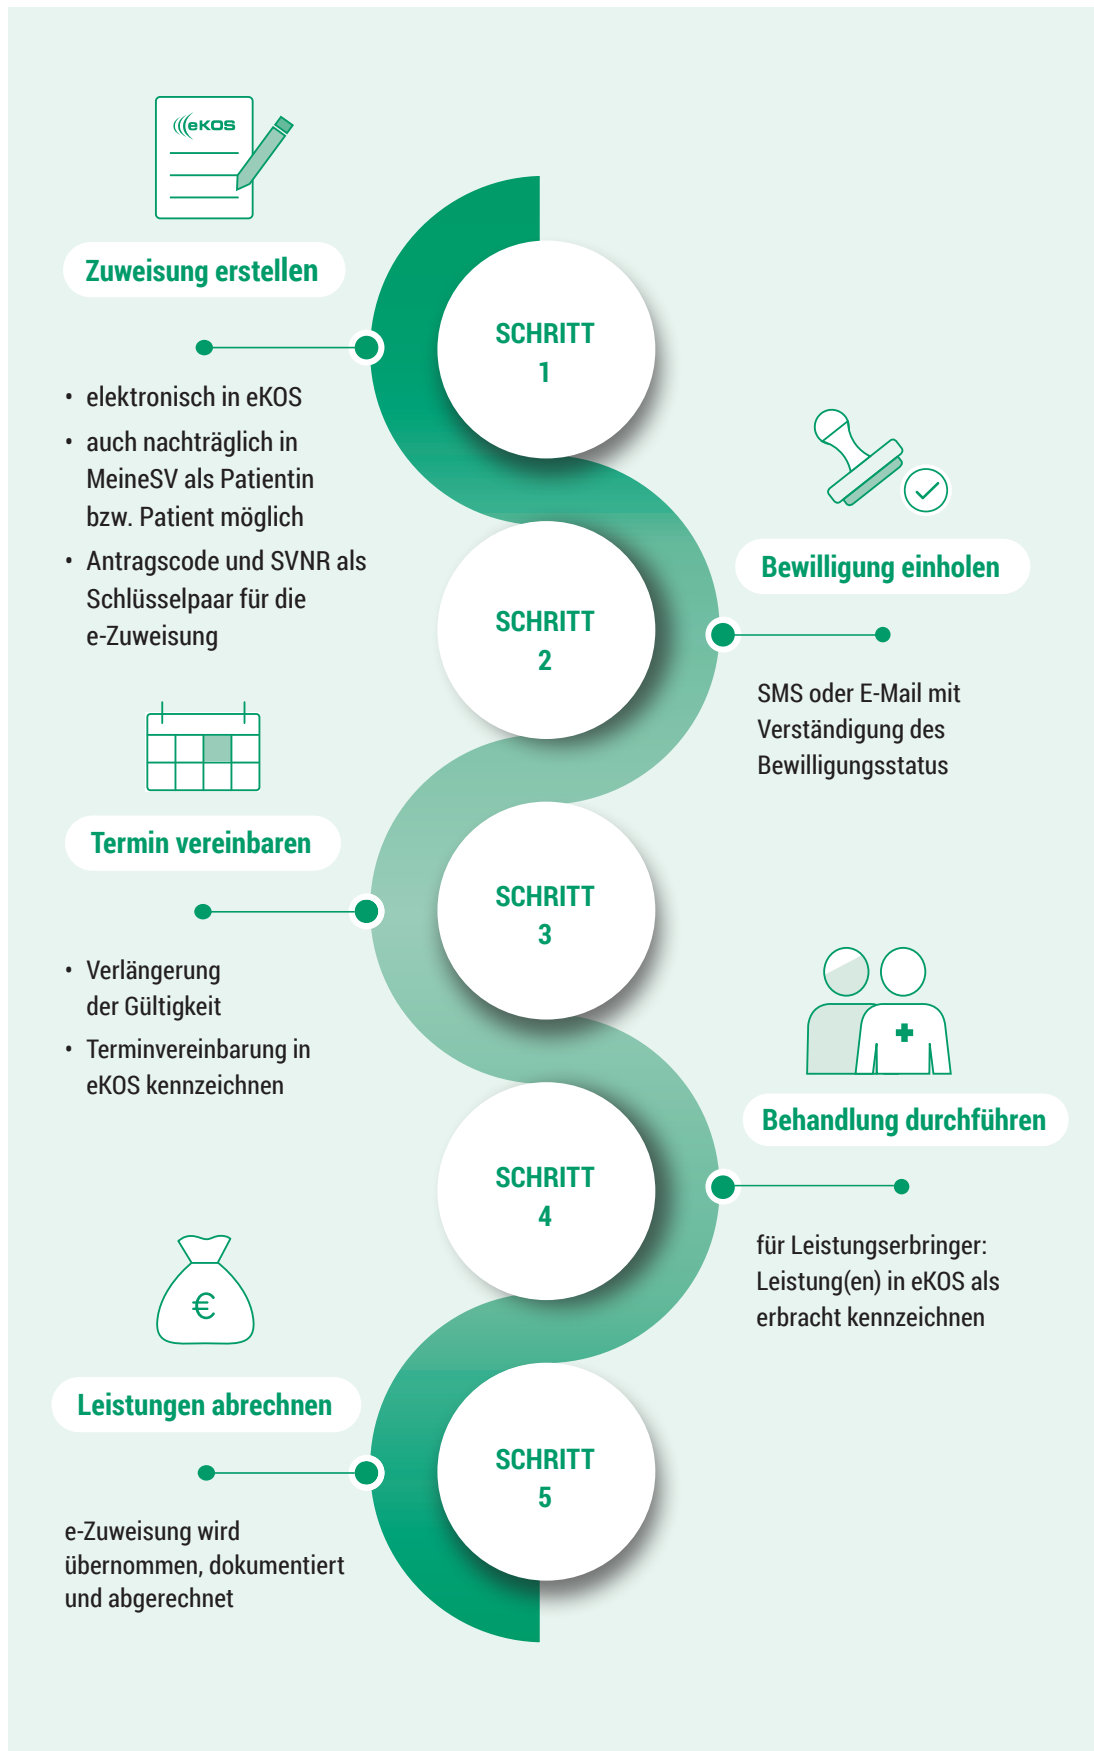 eKOS
Zuweisung erstellen
SCHRITT
1
• elektronisch in eKOS
• auch nachträglich in
MeineSV als Patientin
bzw. Patient möglich
• Antragscode und SVNR als
Schlüsselpaar für die
e-Zuweisung
Bewilligung einholen
SCHRITT
2
SMS oder E-Mail mit
Verständigung des
Bewilligungsstatus
Termin vereinbaren
SCHRITT
3
• Verlängerung
der Gültigkeit
• Terminvereinbarung in
eKOS kennzeichnen
Behandlung durchführen
SCHRITT
4
für Leistungserbringer:
Leistung(en) in eKOS als
erbracht kennzeichnen
€
Leistungen abrechnen
SCHRITT
5
e-Zuweisung wird
übernommen, dokumentiert
und abgerechnet